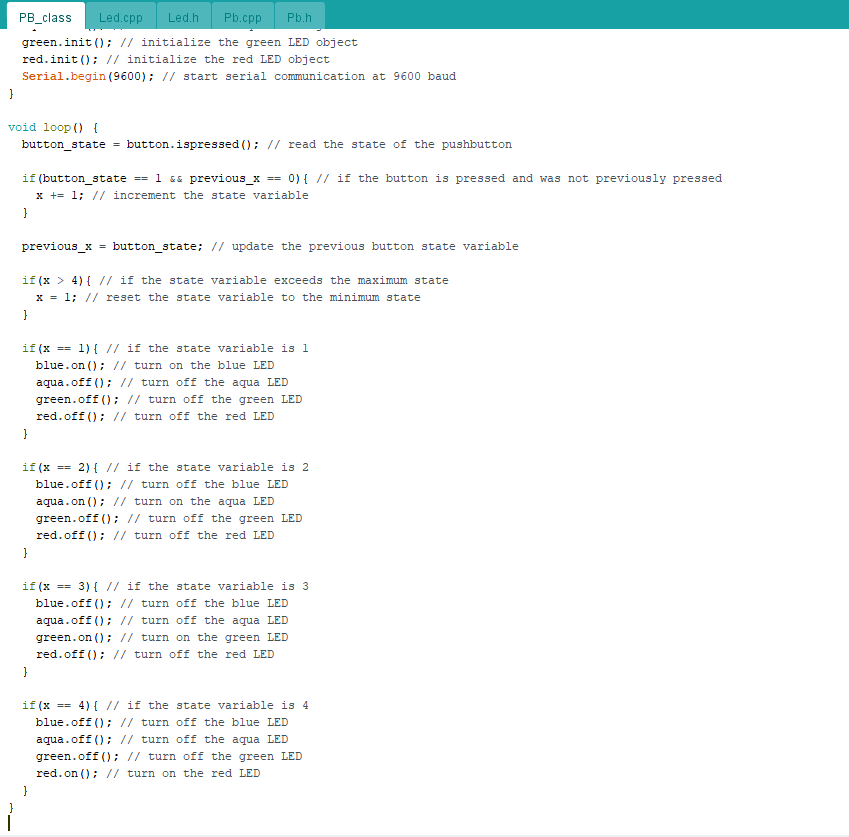 PB_class Led.cpp Led.h Pb.cpp Pb.h
  green.init(); // initialize the green LED object
  red.init(); // initialize the red LED object
  Serial.begin(9600); // start serial communication at 9600 baud
}
void loop() {
  button_state = button.ispressed(); // read the state of the pushbutton
  if(button_state == 1 && previous_x == 0){ // if the button is pressed and was not previously pressed
    x += 1; // increment the state variable
  }
  previous_x = button_state; // update the previous button state variable
  if(x > 4){ // if the state variable exceeds the maximum state
    x = 1; // reset the state variable to the minimum state
  }
  if(x == 1){ // if the state variable is 1
    blue.on(); // turn on the blue LED
    aqua.off(); // turn off the aqua LED
    green.off(); // turn off the green LED
    red.off(); // turn off the red LED
  }
  if(x == 2){ // if the state variable is 2
    blue.off(); // turn off the blue LED
    aqua.on(); // turn on the aqua LED
    green.off(); // turn off the green LED
    red.off(); // turn off the red LED
  }
  if(x == 3){ // if the state variable is 3
    blue.off(); // turn off the blue LED
    aqua.off(); // turn off the aqua LED
    green.on(); // turn on the green LED
    red.off(); // turn off the red LED
  }
  if(x == 4){ // if the state variable is 4
    blue.off(); // turn off the blue LED
    aqua.off(); // turn off the aqua LED
    green.off(); // turn off the green LED
    red.on(); // turn on the red LED
  }
}